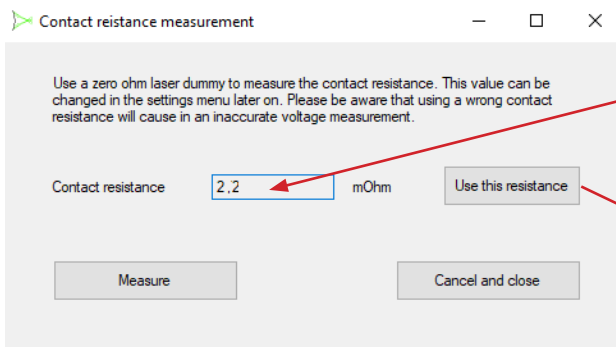 Contact reistance measurement
Use a zero ohm laser dummy to measure the contact resistance. This value can be
changed in the settings menu later on. Please be aware that using a wrong contact
resistance will cause in an inaccurate voltage measurement.
Contact resistance 2,2 mOhm Use this resistance
Measure Cancel and close